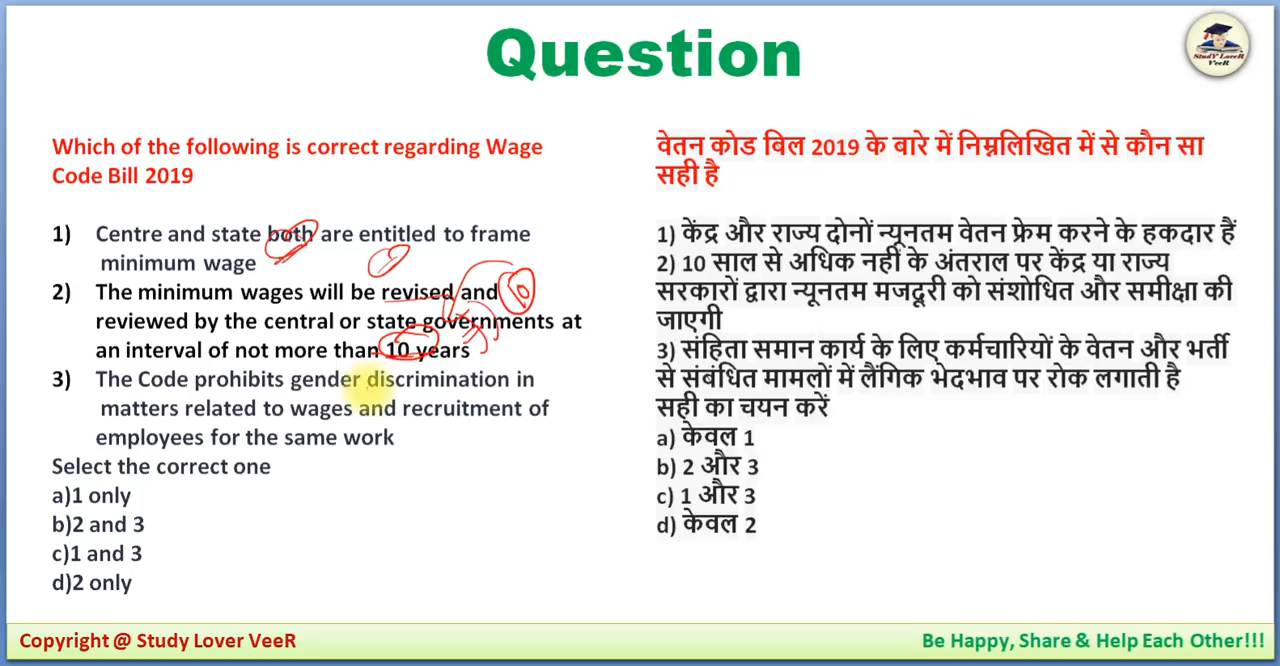 Question
StudY LoveR
VeeR
Which of the following is correct regarding Wage
Code Bill 2019
1) Centre and state both are entitled to frame
minimum wage
2) The minimum wages will be revised and
reviewed by the central or state governments at
an interval of not more than 10 years
3) The Code prohibits gender discrimination in
matters related to wages and recruitment of
employees for the same work
Select the correct one
a)1 only
b)2 and 3
c)1 and 3
d)2 only
वेतन कोड बिल 2019 के बारे में निम्नलिखित में से कौन सा
सही है
1) केंद्र और राज्य दोनों न्यूनतम वेतन फ्रेम करने के हकदार हैं
2) 10 साल से अधिक नहीं के अंतराल पर केंद्र या राज्य
सरकारों द्वारा न्यूनतम मजदूरी को संशोधित और समीक्षा की
जाएगी
3) संहिता समान कार्य के लिए कर्मचारियों के वेतन और भर्ती
से संबंधित मामलों में लैंगिक भेदभाव पर रोक लगाती है
सही का चयन करें
a) केवल 1
b) 2 और 3
c) 1 और 3
d) केवल 2
Copyright @ Study Lover VeeR
Be Happy, Share & Help Each Other!!!